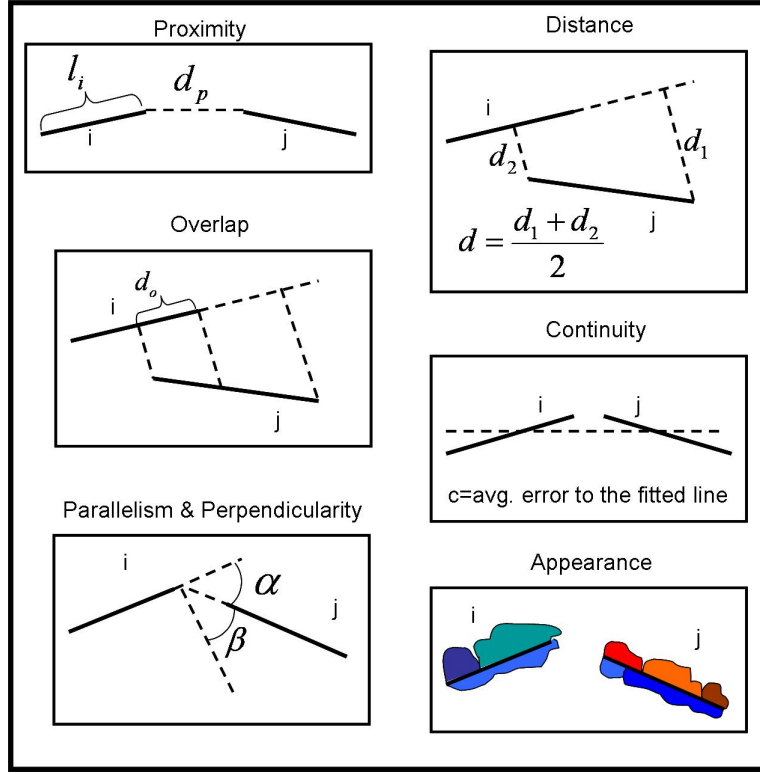 Proximity
l_i
d_p
i
j
Distance
i
d_2
d_1
j
d = \frac{d_1 + d_2}{2}
Overlap
i
d_o
j
Continuity
i
j
c=avg. error to the fitted line
Parallelism & Perpendicularity
i
α
j
β
Appearance
i
j